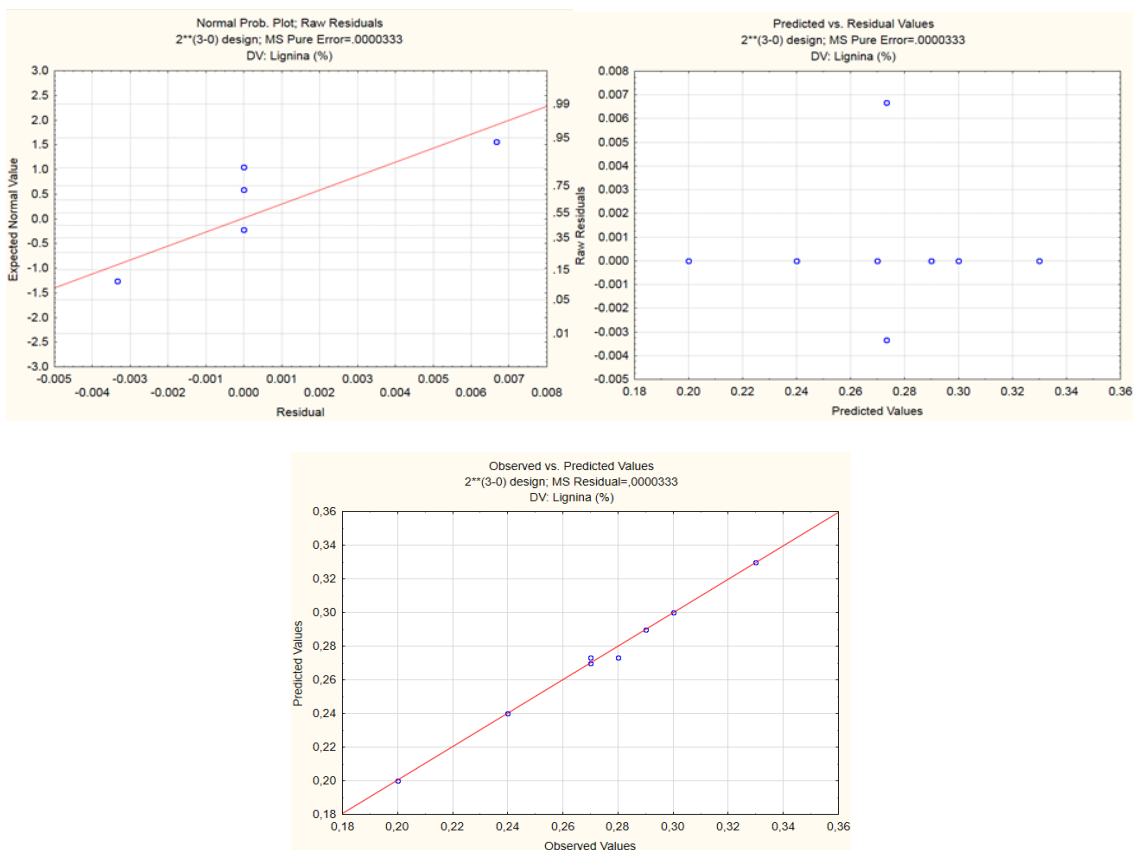 Normal Prob. Plot; Raw Residuals
2**(3-0) design; MS Pure Error=.0000333
DV: Lignina (%)
3.0
2.5
2.0
1.5
1.0
0.5
0.0
-0.5
-1.0
-1.5
-2.0
-2.5
-3.0
Expected Normal Value
.99
.95
.75
.55
.35
.15
.05
.01
-0.005 -0.003 -0.001 0.001 0.003 0.005 0.007
-0.004 -0.002 0.000 0.002 0.004 0.006 0.008
Residual
Predicted vs. Residual Values
2**(3-0) design; MS Pure Error=.0000333
DV: Lignina (%)
0.008
0.007
0.006
0.005
0.004
0.003
0.002
0.001
0.000
-0.001
-0.002
-0.003
-0.004
-0.005
Raw Residuals
0.18 0.20 0.22 0.24 0.26 0.28 0.30 0.32 0.34 0.36
Predicted Values
Observed vs. Predicted Values
2**(3-0) design; MS Residual=,0000333
DV: Lignina (%)
0,36
0,34
0,32
0,30
0,28
0,26
0,24
0,22
0,20
0,18
Predicted Values
0,18 0,20 0,22 0,24 0,26 0,28 0,30 0,32 0,34 0,36
Observed Values